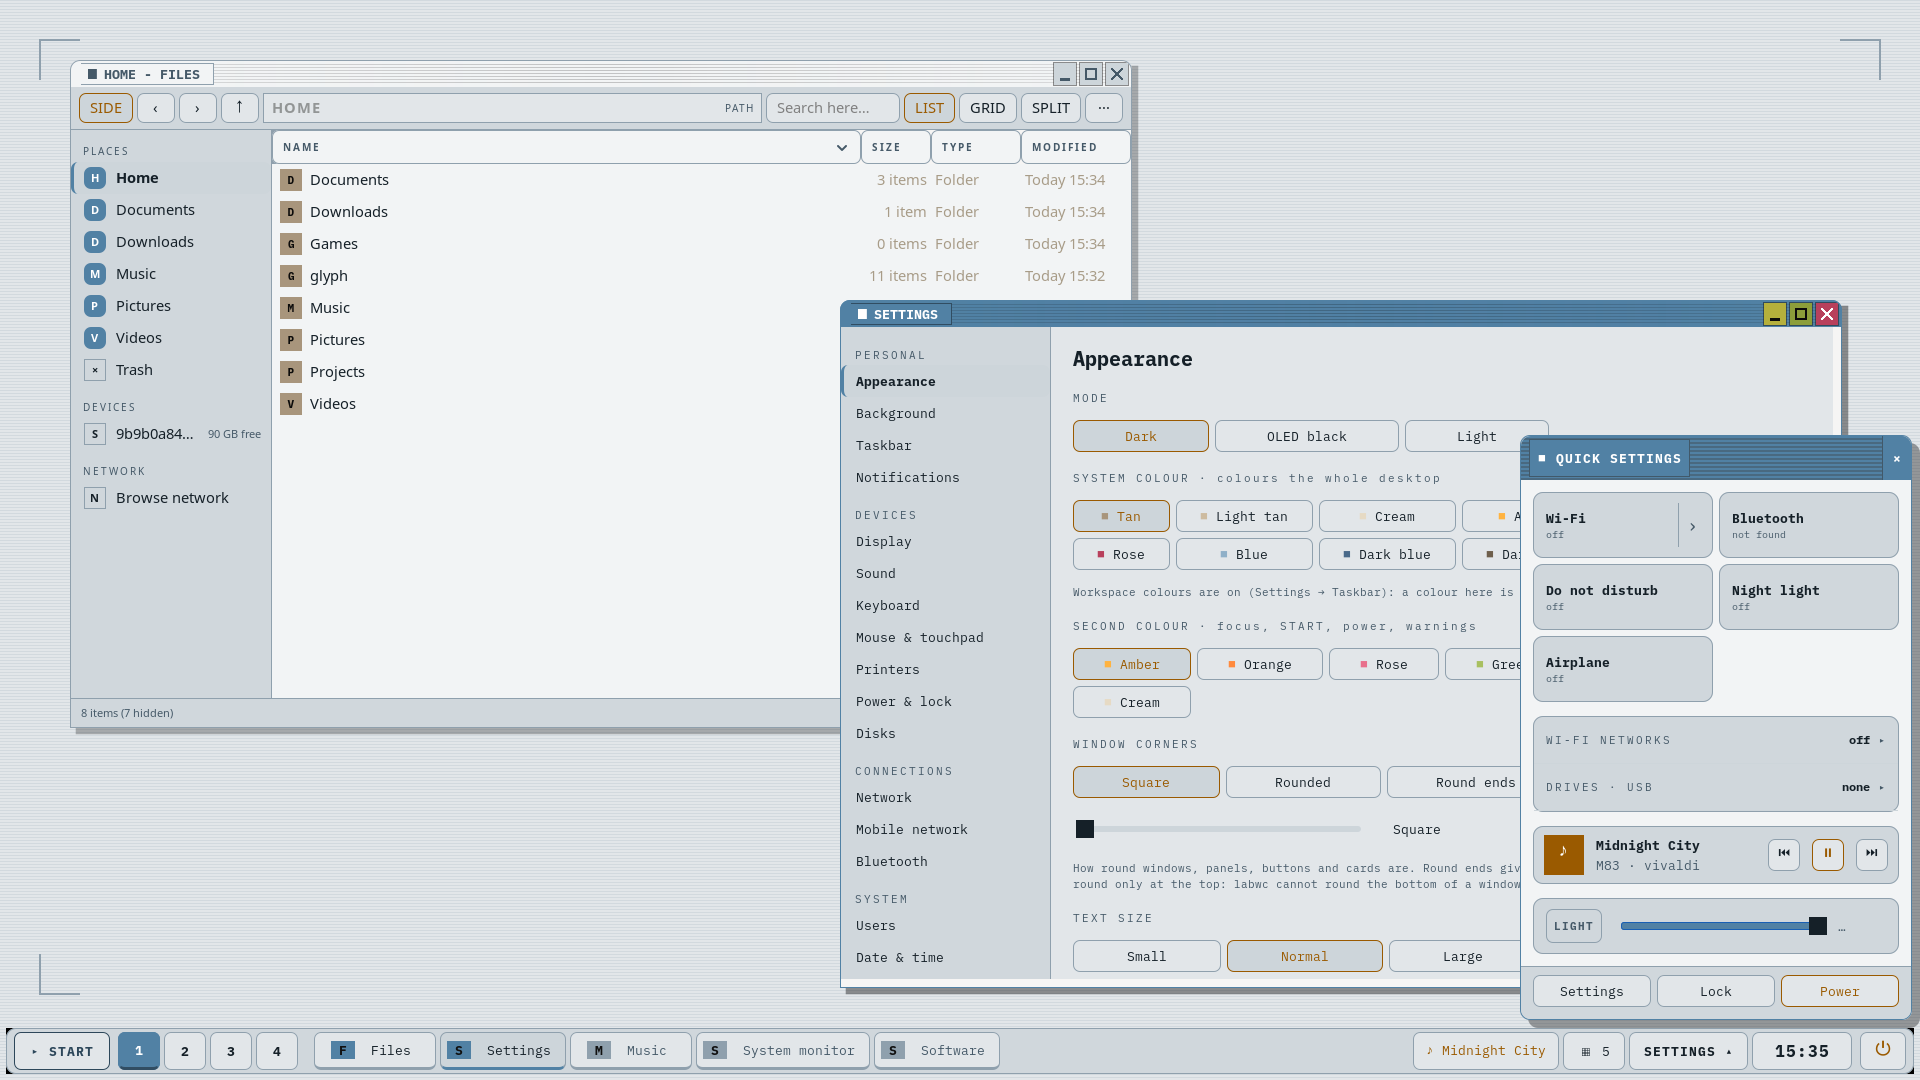 HOME - FILES
SIDE ‹ › ↑ HOME PATH Search here... LIST GRID SPLIT ...
PLACES
Home
Documents
Downloads
Music
Pictures
Videos
Trash
DEVICES
9b9b0a84... 90 GB free
NETWORK
Browse network
NAME SIZE TYPE MODIFIED
D Documents 3 items Folder Today 15:34
D Downloads 1 item Folder Today 15:34
G Games 0 items Folder Today 15:34
G glyph 11 items Folder Today 15:32
M Music
P Pictures
P Projects
V Videos
8 items (7 hidden)
SETTINGS
PERSONAL
Appearance
Background
Taskbar
Notifications
DEVICES
Display
Sound
Keyboard
Mouse & touchpad
Printers
Power & lock
Disks
CONNECTIONS
Network
Mobile network
Bluetooth
SYSTEM
Users
Date & time
Appearance
MODE
Dark OLED black Light
SYSTEM COLOUR · colours the whole desktop
Tan Light tan Cream A
Rose Blue Dark blue Da
Workspace colours are on (Settings → Taskbar): a colour here is
SECOND COLOUR · focus, START, power, warnings
Amber Orange Rose Gree
Cream
WINDOW CORNERS
Square Rounded Round ends
Square
How round windows, panels, buttons and cards are. Round ends giv
round only at the top: labwc cannot round the bottom of a window
TEXT SIZE
Small Normal Large
QUICK SETTINGS ×
Wi-Fi
off
Bluetooth
not found
Do not disturb
off
Night light
off
Airplane
off
WI-FI NETWORKS off ▸
DRIVES · USB none ▸
♪ Midnight City
M83 · vivaldi
LIGHT …
Settings Lock Power
▸ START 1 2 3 4 F Files S Settings M Music S System monitor S Software ♪ Midnight City ▦ 5 SETTINGS ▴ 15:35